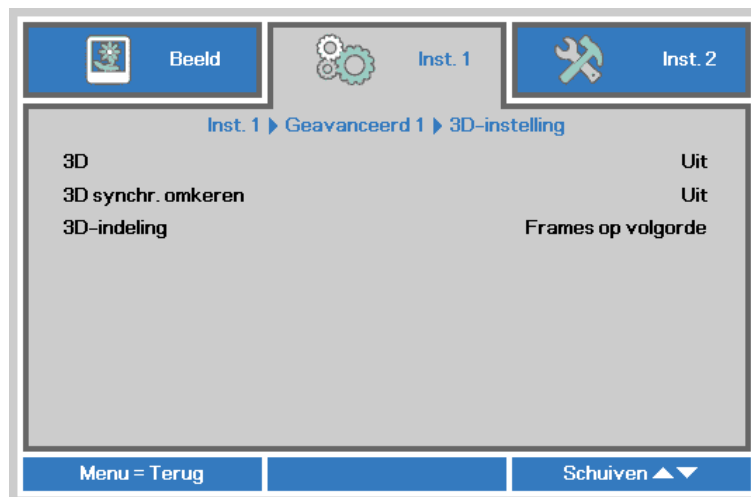 Beeld
Inst. 1
Inst. 2
Inst. 1 ▶ Geavanceerd 1 ▶ 3D-instelling
3D Uit
3D synchr. omkeren Uit
3D-indeling Frames op volgorde
Menu = Terug
Schuiven ▲▼